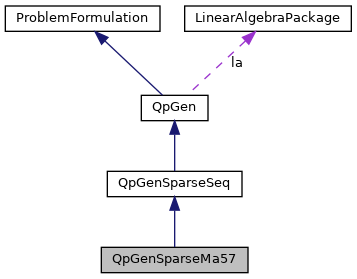 ProblemFormulation
LinearAlgebraPackage
la
QpGen
QpGenSparseSeq
QpGenSparseMa57